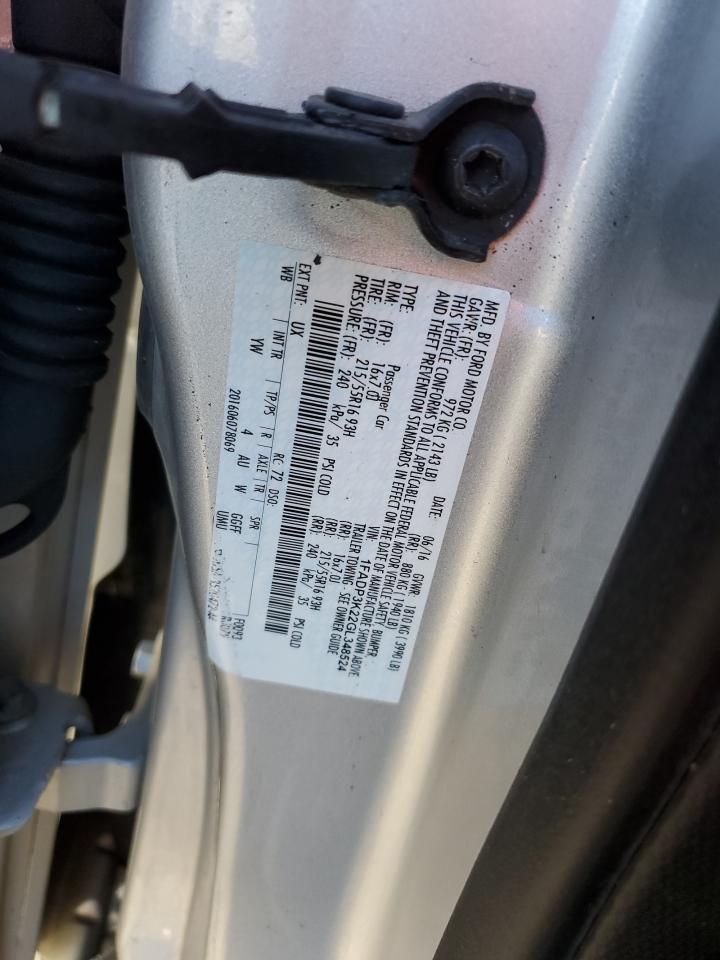 MFD. BY FORD MOTOR CO.
DATE: 06/16 GVWR: 1810 KG ( 3990 LB)
GAWR: (FR): 972 KG ( 2143 LB) (RR): 880 KG ( 1940 LB)
THIS VEHICLE CONFORMS TO ALL APPLICABLE FEDERAL MOTOR VEHICLE SAFETY BUMPER
AND THEFT PREVENTION STANDARDS IN EFFECT ON THE DATE OF MANUFACTURE SHOWN ABOVE
VIN: 1FADP3K22GL348524
TYPE: Passenger Car TRAILER TOWING - SEE OWNER GUIDE
RIM: (FR): 16x7.0J (RR): 16x7.0J
TIRE: (FR): 215/55R16 93H (RR): 215/55R16 93H
PRESSURE: (FR): 240 kPa/ 35 PSI COLD (RR): 240 kPa/ 35 PSI COLD
EXT PNT: UX RC: 72 DSO: F0093
WB INT TR TP/PS R AXLE TR SPR
YW 4 AU W GGFF
UMU
201606078069